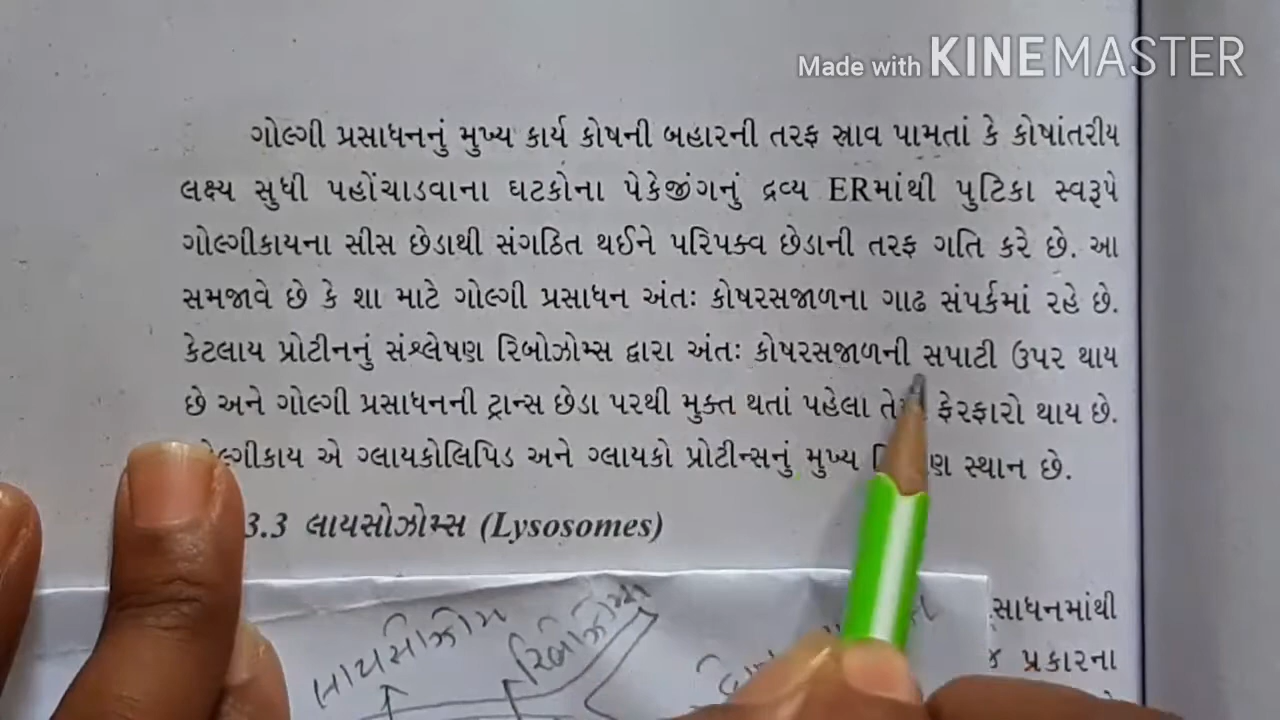 Made with KINEMASTER
ગોલ્ગી પ્રસાધનનું મુખ્ય કાર્ય કોષની બહારની તરફ સ્રાવ પામતાં કે કોષાંતરીય
લક્ષ્ય સુધી પહોંચાડવાના ઘટકોના પેકેજીંગનું દ્રવ્ય ERમાંથી પુટિકા સ્વરૂપે
ગોલ્ગીકાયના સીસ છેડાથી સંગઠિત થઈને પરિપક્વ છેડાની તરફ ગતિ કરે છે. આ
સમજાવે છે કે શા માટે ગોલ્ગી પ્રસાધન અંતઃ કોષરસજાળના ગાઢ સંપર્કમાં રહે છે.
કેટલાય પ્રોટીનનું સંશ્લેષણ રિબોઝોમ્સ દ્વારા અંતઃ કોષરસજાળની સપાટી ઉપર થાય
છે અને ગોલ્ગી પ્રસાધનની ટ્રાન્સ છેડા પરથી મુક્ત થતાં પહેલા ફેરફારો થાય છે.
એ ગ્લાયકોલિપિડ અને ગ્લાયકો પ્રોટીન્સનું મુખ્ય સ્થાન છે.
3.3 લાયસોઝોમ્સ (Lysosomes)
લાયસોઝોમ રિબોઝોમ
પ્રકારના